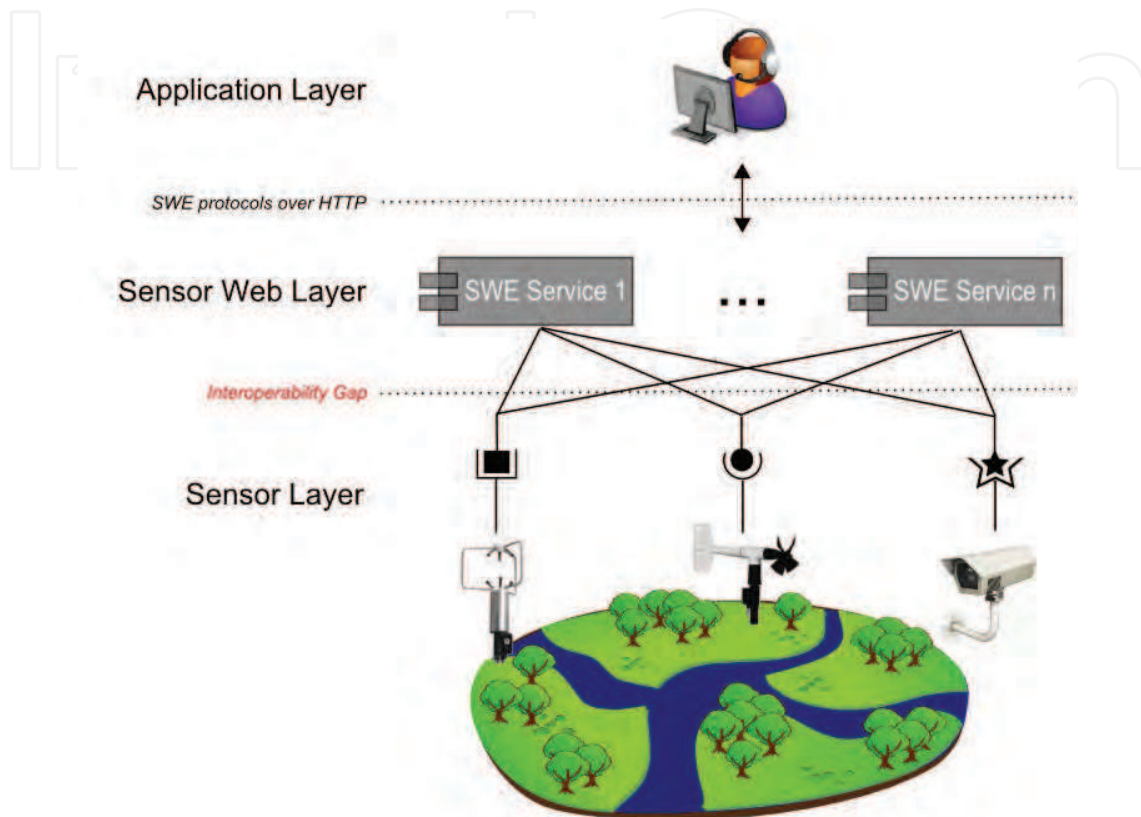 Application Layer
SWE protocols over HTTP
Sensor Web Layer
SWE Service 1
...
SWE Service n
Interoperability Gap
Sensor Layer